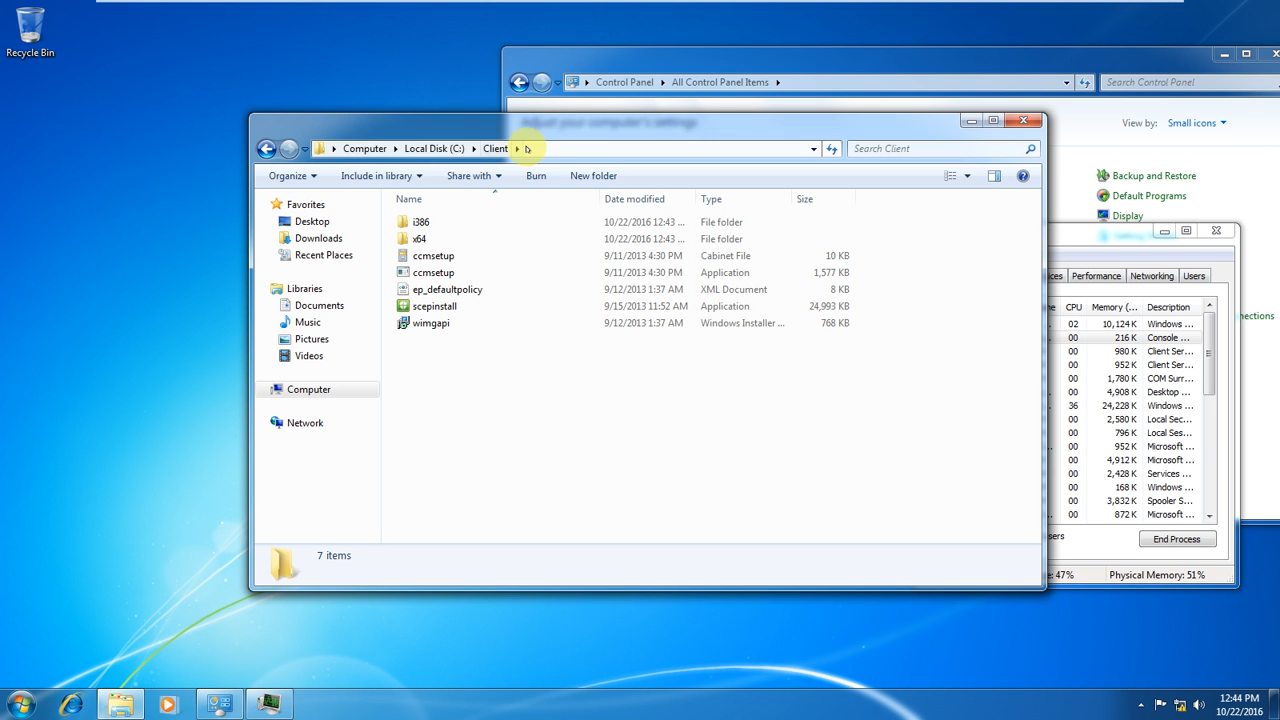 Recycle Bin
Control Panel All Control Panel Items
Search Control Panel
Adjust your computer's settings
View by: Small icons
Backup and Restore
Default Programs
Display
Computer Local Disk (C:) Client
Search Client
Organize Include in library Share with Burn New folder
Name Date modified Type Size
i386 10/22/2016 12:43 ... File folder
x64 10/22/2016 12:43 ... File folder
ccmsetup 9/11/2013 4:30 PM Cabinet File 10 KB
ccmsetup 9/11/2013 4:30 PM Application 1,577 KB
ep_defaultpolicy 9/12/2013 1:37 AM XML Document 8 KB
scepinstall 9/15/2013 11:52 AM Application 24,993 KB
wimgapi 9/12/2013 1:37 AM Windows Installer ... 768 KB
Favorites
Desktop
Downloads
Recent Places
Libraries
Documents
Music
Pictures
Videos
Computer
Network
7 items
Performance Networking Users
CPU Memory (... Description
02 10,124 K Windows ...
00 216 K Console ...
00 980 K Client Ser...
00 952 K Client Ser...
00 1,780 K COM Surr...
00 4,908 K Desktop ...
36 24,228 K Windows ...
00 2,580 K Local Sec...
00 796 K Local Ses...
00 952 K Microsoft ...
00 4,912 K Microsoft ...
00 2,428 K Services ...
00 168 K Windows ...
00 3,832 K Spooler S...
00 872 K Microsoft ...
End Process
47% Physical Memory: 51%
12:44 PM
10/22/2016